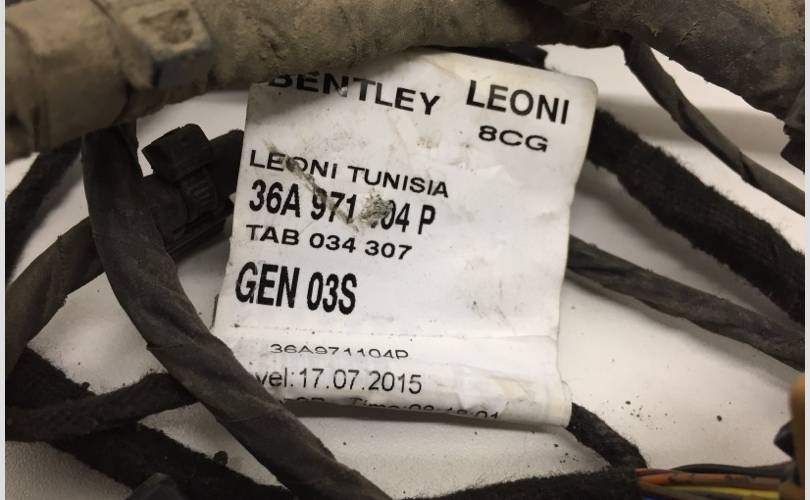 BENTLEY LEONI
8CG
LEONI TUNISIA
36A 971 104 P
TAB 034 307
GEN 03S
36A971104P
vel:17.07.2015